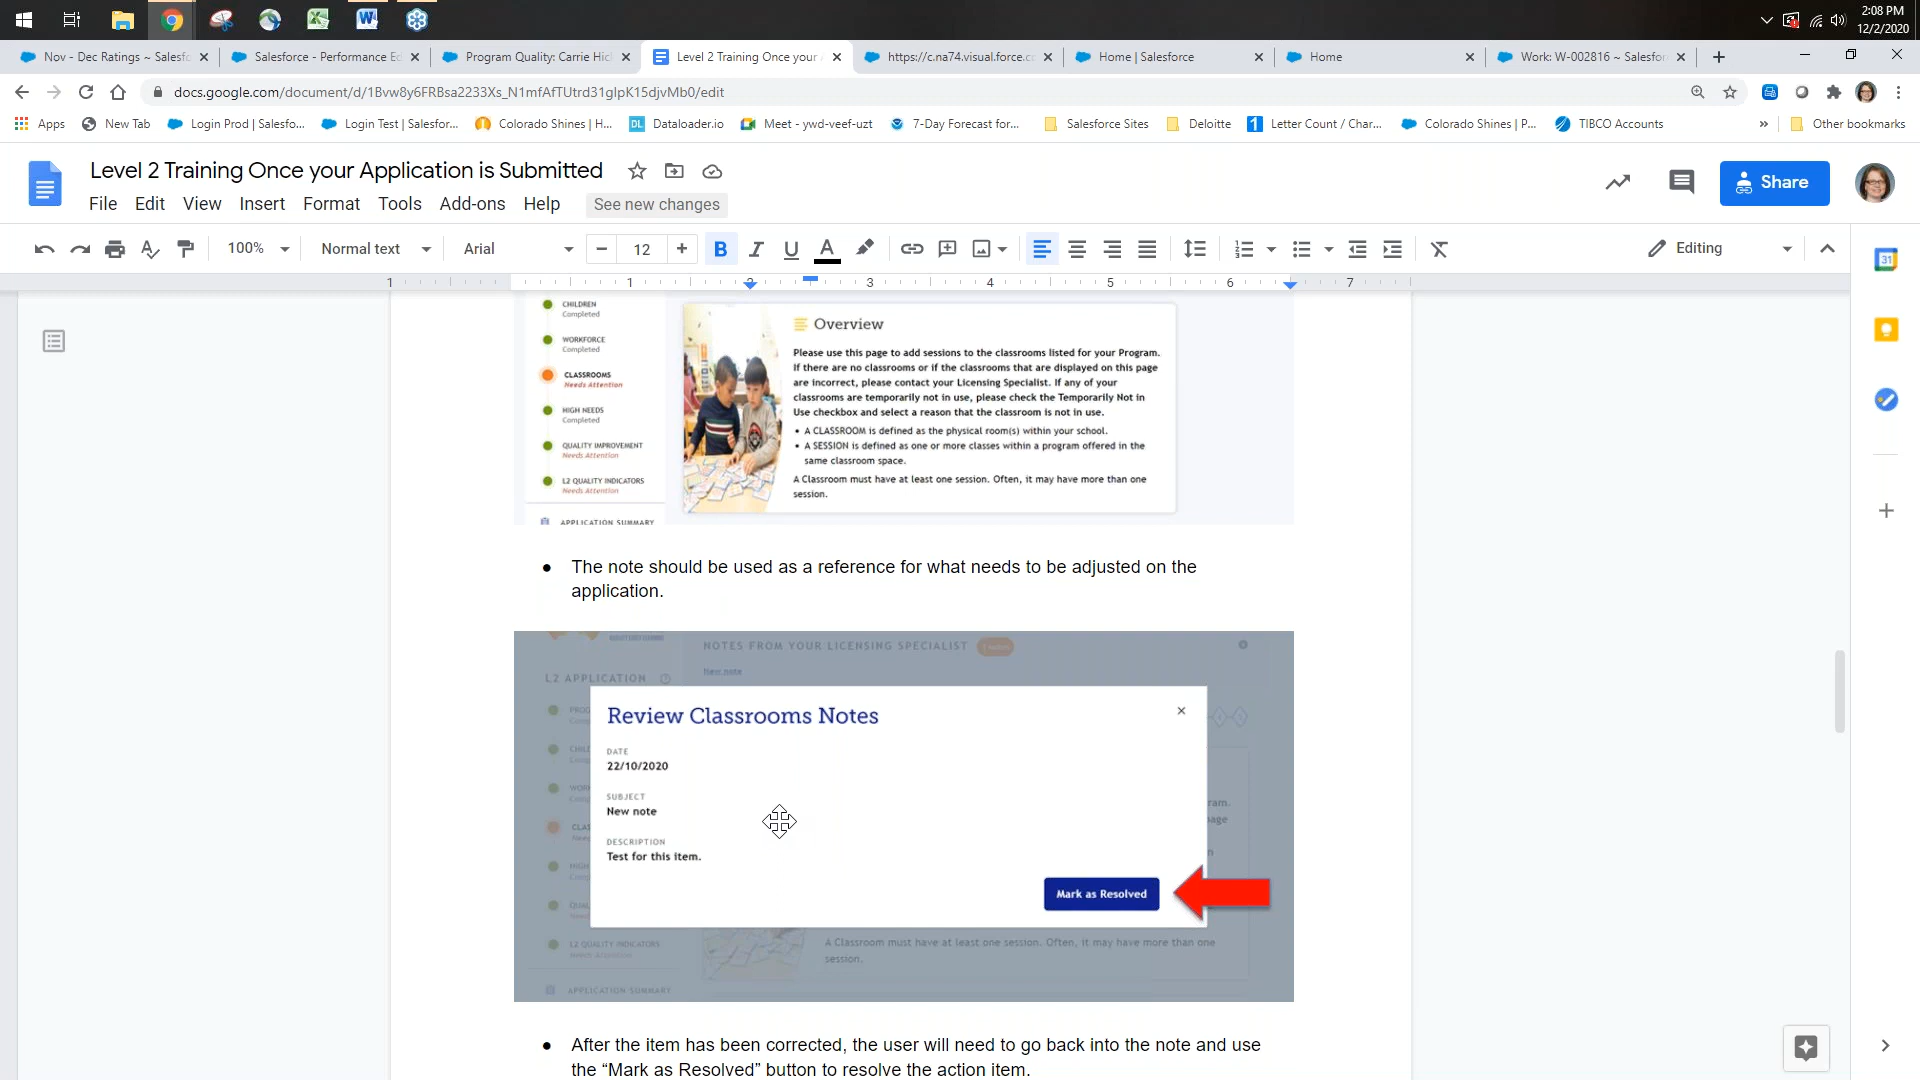 2:08 PM
12/2/2020
Nov - Dec Ratings ~ Salesfo
Salesforce - Performance Ed
Program Quality: Carrie Hick
Level 2 Training Once your A
https://c.na74.visual.force.co
Home | Salesforce
Home
Work: W-002816 ~ Salesfor
docs.google.com/document/d/1Bvw8y6FRBsa2233Xs_N1mfAfTUtrd31glpK15djvMb0/edit
Apps
New Tab
Login Prod | Salesfo...
Login Test | Salesfor...
Colorado Shines | H...
Dataloader.io
Meet - ywd-veef-uzt
7-Day Forecast for...
Salesforce Sites
Deloitte
Letter Count / Char...
Colorado Shines | P...
TIBCO Accounts
»
Other bookmarks
Level 2 Training Once your Application is Submitted
Share
File Edit View Insert Format Tools Add-ons Help See new changes
100% Normal text Arial 12 B I U A Editing
1 1 2 3 4 5 6 7
CHILDREN
Completed
WORKFORCE
Completed
CLASSROOMS
Needs Attention
HIGH NEEDS
Completed
QUALITY IMPROVEMENT
Needs Attention
L2 QUALITY INDICATORS
Needs Attention
APPLICATION SUMMARY
Overview
Please use this page to add sessions to the classrooms listed for your Program.
If there are no classrooms or if the classrooms that are displayed on this page
are incorrect, please contact your Licensing Specialist. If any of your
classrooms are temporarily not in use, please check the Temporarily Not in
Use checkbox and select a reason that the classroom is not in use.
• A CLASSROOM is defined as the physical room(s) within your school.
• A SESSION is defined as one or more classes within a program offered in the
same classroom space.
A Classroom must have at least one session. Often, it may have more than one
session.
● The note should be used as a reference for what needs to be adjusted on the
application.
NOTES FROM YOUR LICENSING SPECIALIST
New note
L2 APPLICATION
Review Classrooms Notes
DATE
22/10/2020
SUBJECT
New note
DESCRIPTION
Test for this item.
Mark as Resolved
L2 QUALITY INDICATORS
Needs Attention
APPLICATION SUMMARY
A Classroom must have at least one session. Often, it may have more than one
session.
● After the item has been corrected, the user will need to go back into the note and use
the “Mark as Resolved” button to resolve the action item.